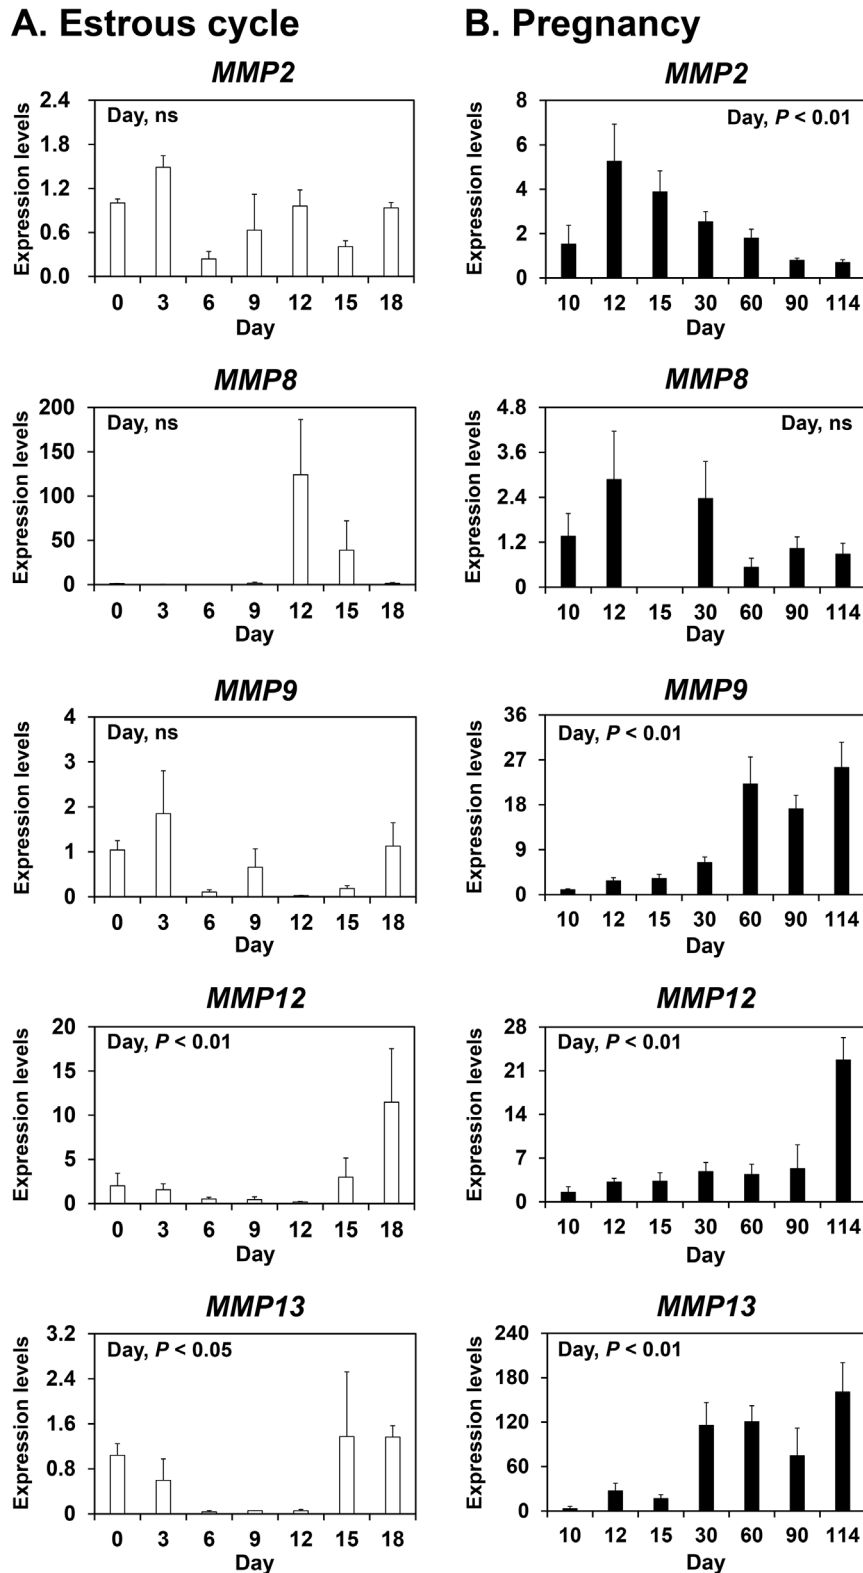 A. Estrous cycle
MMP2
Expression levels
Day, ns
2.4
1.8
1.2
0.6
0.0
0 3 6 9 12 15 18
Day
MMP8
Expression levels
Day, ns
200
150
100
50
0
0 3 6 9 12 15 18
Day
MMP9
Expression levels
Day, ns
4
3
2
1
0
0 3 6 9 12 15 18
Day
MMP12
Expression levels
Day, P < 0.01
20
15
10
5
0
0 3 6 9 12 15 18
Day
MMP13
Expression levels
Day, P < 0.05
3.2
2.4
1.6
0.8
0
0 3 6 9 12 15 18
Day
B. Pregnancy
MMP2
Expression levels
Day, P < 0.01
8
6
4
2
0
10 12 15 30 60 90 114
Day
MMP8
Expression levels
Day, ns
4.8
3.6
2.4
1.2
0
10 12 15 30 60 90 114
Day
MMP9
Expression levels
Day, P < 0.01
36
27
18
9
0
10 12 15 30 60 90 114
Day
MMP12
Expression levels
Day, P < 0.01
28
21
14
7
0
10 12 15 30 60 90 114
Day
MMP13
Expression levels
Day, P < 0.01
240
180
120
60
0
10 12 15 30 60 90 114
Day